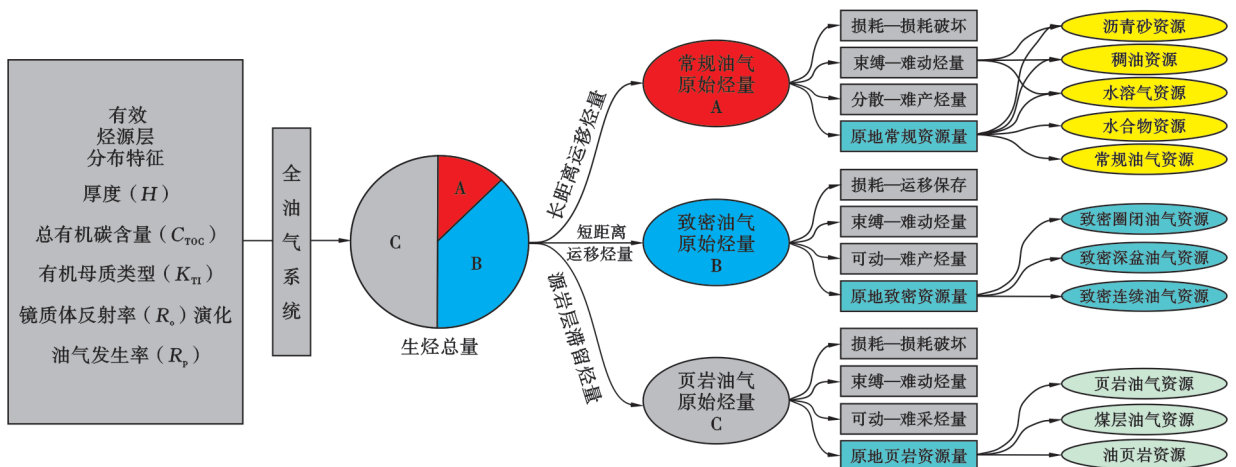 有效
烃源层
分布特征
厚度（H）
总有机碳含量（C_TOC）
有机母质类型（K_TI）
镜质体反射率（R_o）演化
油气发生率（R_p）
全油气系统
A
B
C
生烃总量
长距离运移烃量
短距离
运移烃量
源岩层滞留烃量
常规油气
原始烃量
A
损耗—损耗破坏
束缚—难动烃量
分散—难产烃量
原地常规资源量
沥青砂资源
稠油资源
水溶气资源
水合物资源
常规油气资源
致密油气
原始烃量
B
损耗—运移保存
束缚—难动烃量
可动—难产烃量
原地致密资源量
致密圈闭油气资源
致密深盆油气资源
致密连续油气资源
页岩油气
原始烃量
C
损耗—损耗破坏
束缚—难动烃量
可动—难采烃量
原地页岩资源量
页岩油气资源
煤层油气资源
油页岩资源